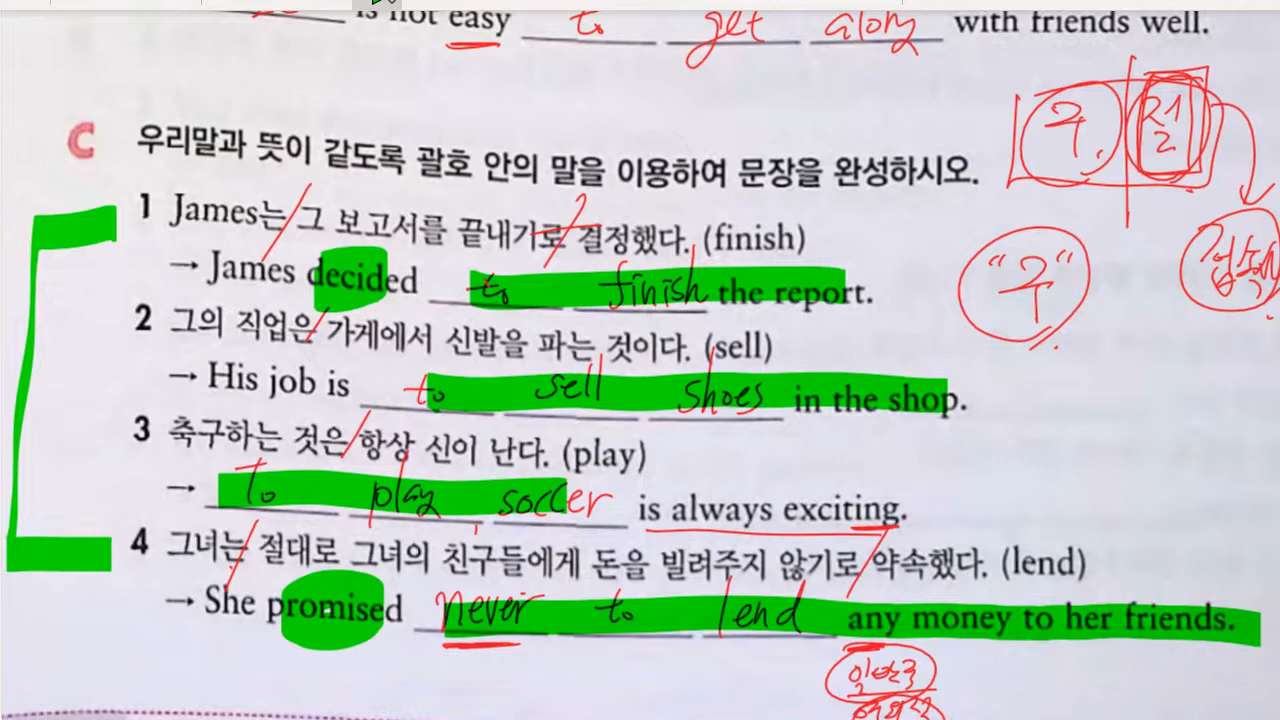 is not easy to get along with friends well.
C 우리말과 뜻이 같도록 괄호 안의 말을 이용하여 문장을 완성하시오.
주. 절
1 James는 그 보고서를 끝내기로 결정했다. (finish)
→ James decided to finish the report.
"주"
접속사
2 그의 직업은 가게에서 신발을 파는 것이다. (sell)
→ His job is to sell shoes in the shop.
3 축구하는 것은 항상 신이 난다. (play)
→ To play soccer is always exciting.
4 그녀는 절대로 그녀의 친구들에게 돈을 빌려주지 않기로 약속했다. (lend)
→ She promised never to lend any money to her friends.
일반주